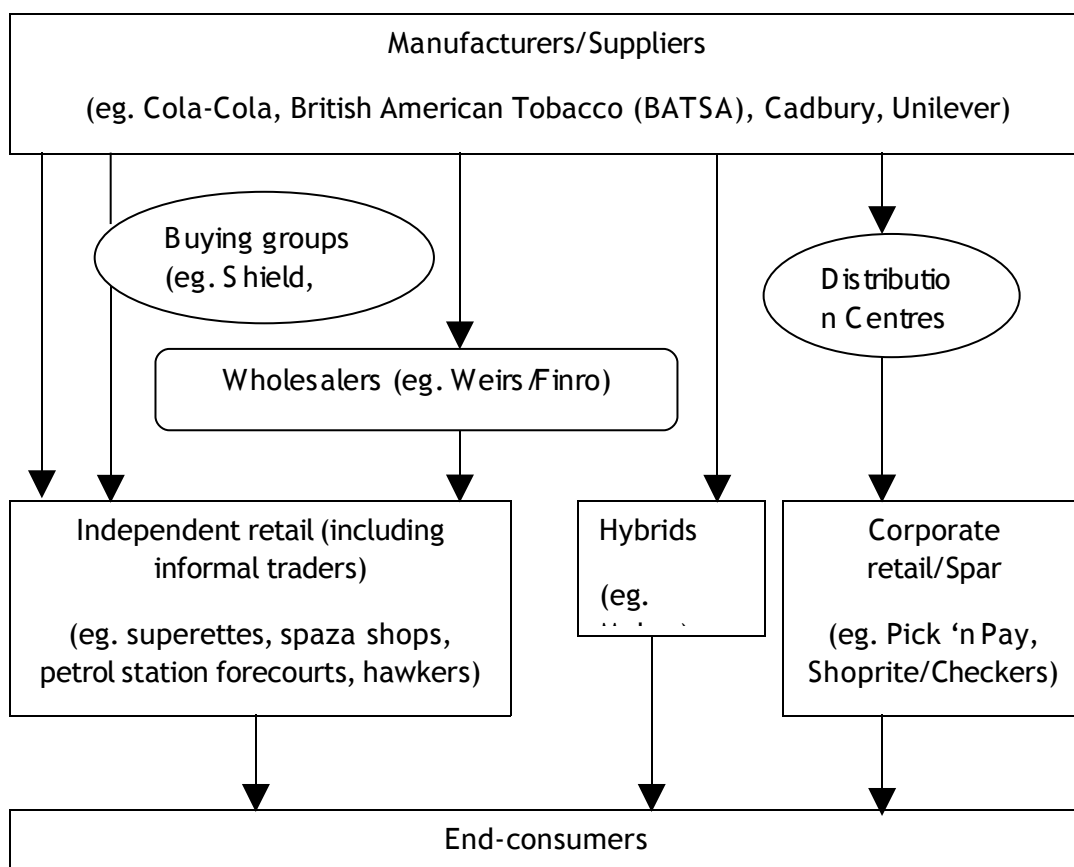 Manufacturers/Suppliers
(eg. Cola-Cola, British American Tobacco (BATSA), Cadbury, Unilever)
Buying groups
(eg. Shield,
Distributio
n Centres
Wholesalers (eg. Weirs/Finro)
Independent retail (including
informal traders)
(eg. superettes, spaza shops,
petrol station forecourts, hawkers)
Hybrids
(eg.
Corporate
retail/Spar
(eg. Pick ‘n Pay,
Shoprite/Checkers)
End-consumers